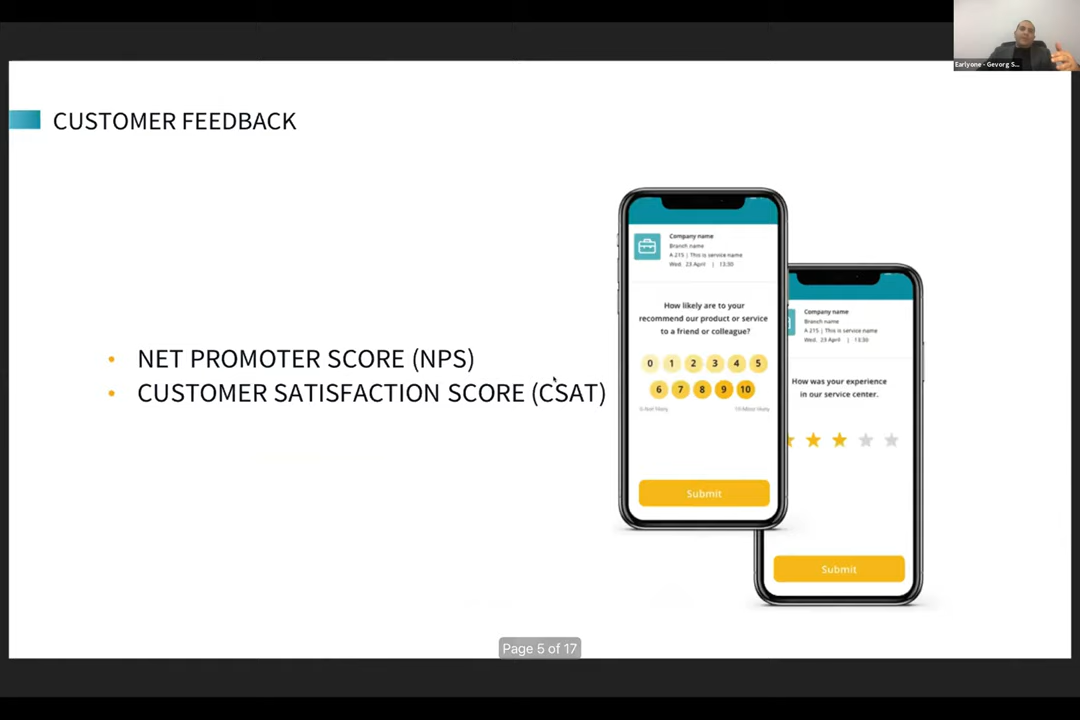 Earlyone - Gevorg S...
CUSTOMER FEEDBACK
• NET PROMOTER SCORE (NPS)
• CUSTOMER SATISFACTION SCORE (CSAT)
Company name
Branch name
A 215 | This is service name
Wed. 23 April | 13:30
How likely are to your
recommend our product or service
to a friend or colleague?
0 1 2 3 4 5
6 7 8 9 10
Submit
Company name
Branch name
A 215 | This is service name
Wed. 23 April | 13:30
How was your experience
in our service center.
Submit
Page 5 of 17